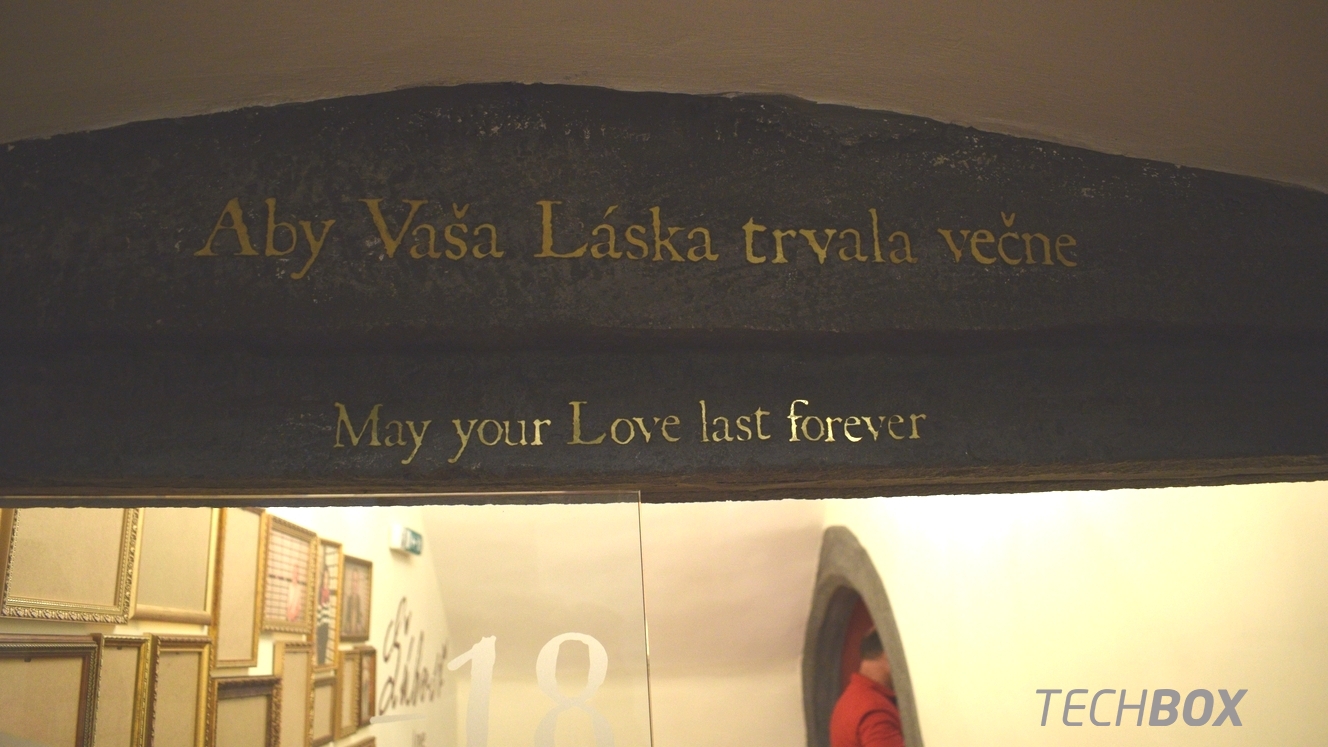 Aby Vaša Láska trvala večne
May your Love last forever
18
TECHBOX